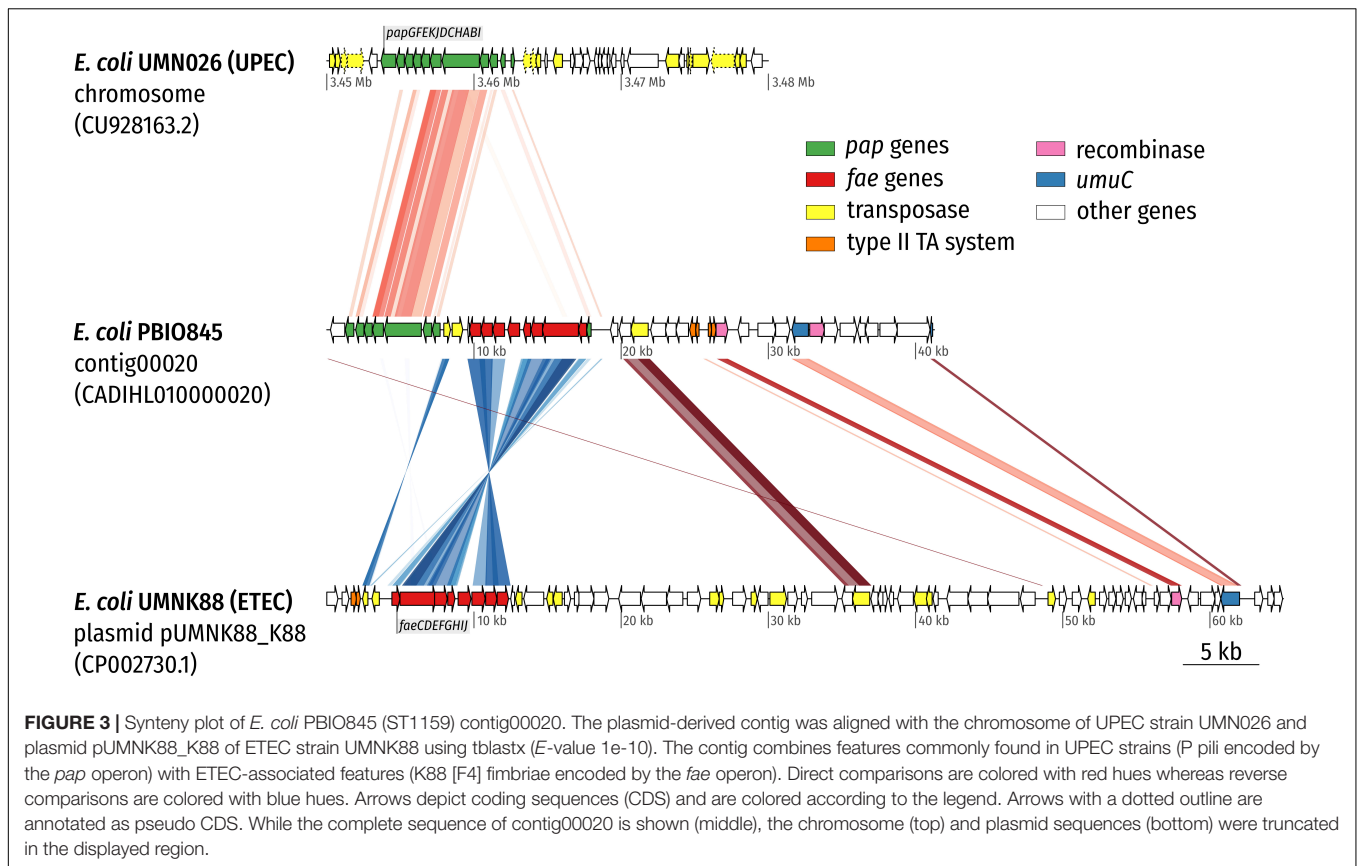 papGFEKJDCHABI
E. coli UMN026 (UPEC)
chromosome
(CU928163.2)
3.45 Mb
3.46 Mb
3.47 Mb
3.48 Mb
pap genes
fae genes
transposase
type II TA system
recombinase
umuC
other genes
E. coli PBIO845
contig00020
(CADIHL010000020)
10 kb
20 kb
30 kb
40 kb
E. coli UMNK88 (ETEC)
plasmid pUMNK88_K88
(CP002730.1)
faeCDEFGHIJ
10 kb
20 kb
30 kb
40 kb
50 kb
60 kb
5 kb
FIGURE 3 | Synteny plot of E. coli PBIO845 (ST1159) contig00020. The plasmid-derived contig was aligned with the chromosome of UPEC strain UMN026 and
plasmid pUMNK88_K88 of ETEC strain UMNK88 using tblastx (E-value 1e-10). The contig combines features commonly found in UPEC strains (P pili encoded by
the pap operon) with ETEC-associated features (K88 [F4] fimbriae encoded by the fae operon). Direct comparisons are colored with red hues whereas reverse
comparisons are colored with blue hues. Arrows depict coding sequences (CDS) and are colored according to the legend. Arrows with a dotted outline are
annotated as pseudo CDS. While the complete sequence of contig00020 is shown (middle), the chromosome (top) and plasmid sequences (bottom) were truncated
in the displayed region.